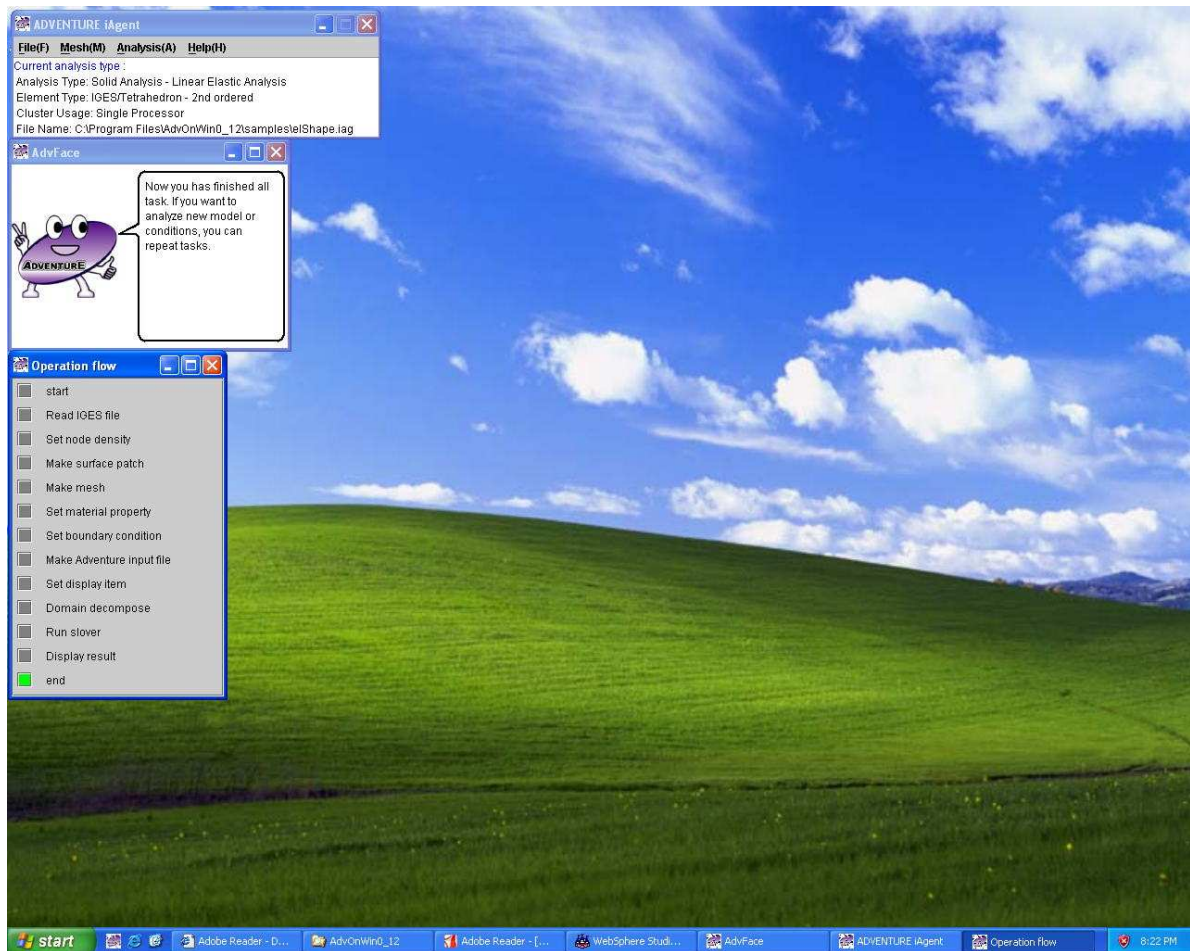 ADVENTURE iAgent
File(F) Mesh(M) Analysis(A) Help(H)
Current analysis type :
Analysis Type: Solid Analysis - Linear Elastic Analysis
Element Type: IGES/Tetrahedron - 2nd ordered
Cluster Usage: Single Processor
File Name: C:\Program Files\AdvOnWin0_12\samples\elShape.iag
AdvFace
Now you has finished all
task. If you want to
analyze new model or
conditions, you can
repeat tasks.
ADVENTURE
Operation flow
start
Read IGES file
Set node density
Make surface patch
Make mesh
Set material property
Set boundary condition
Make Adventure input file
Set display item
Domain decompose
Run slover
Display result
end
start
Adobe Reader - D...
AdvOnWin0_12
Adobe Reader - [...
WebSphere Studi...
AdvFace
ADVENTURE iAgent
Operation flow
8:22 PM